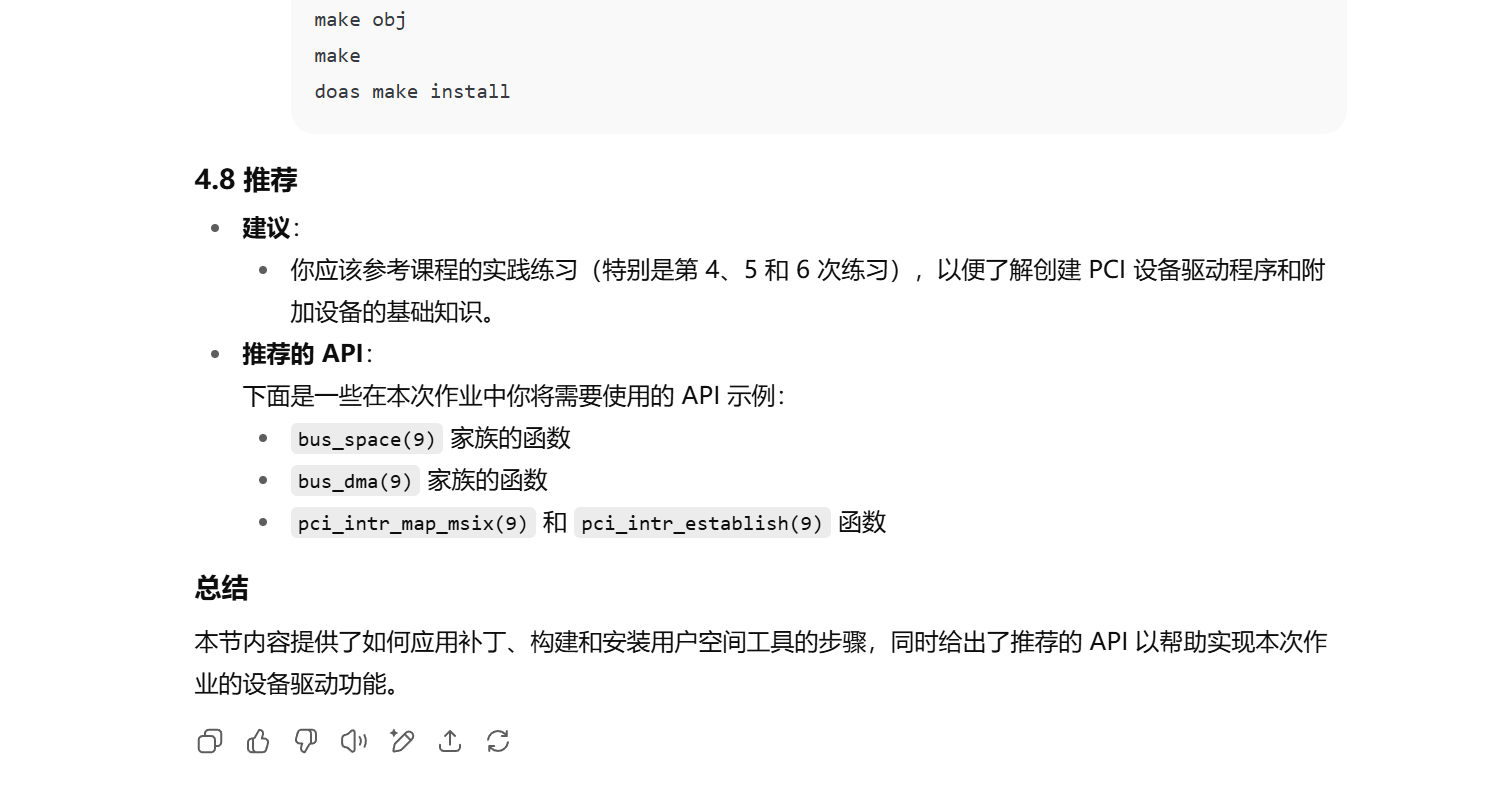 make obj
make
doas make install
4.8 推荐
建议：
你应该参考课程的实践练习（特别是第 4、5 和 6 次练习），以便了解创建 PCI 设备驱动程序和附
加设备的基础知识。
推荐的 API：
下面是一些在本次作业中你将需要使用的 API 示例：
bus_space(9) 家族的函数
bus_dma(9) 家族的函数
pci_intr_map_msix(9) 和 pci_intr_establish(9) 函数
总结
本节内容提供了如何应用补丁、构建和安装用户空间工具的步骤，同时给出了推荐的 API 以帮助实现本次作
业的设备驱动功能。